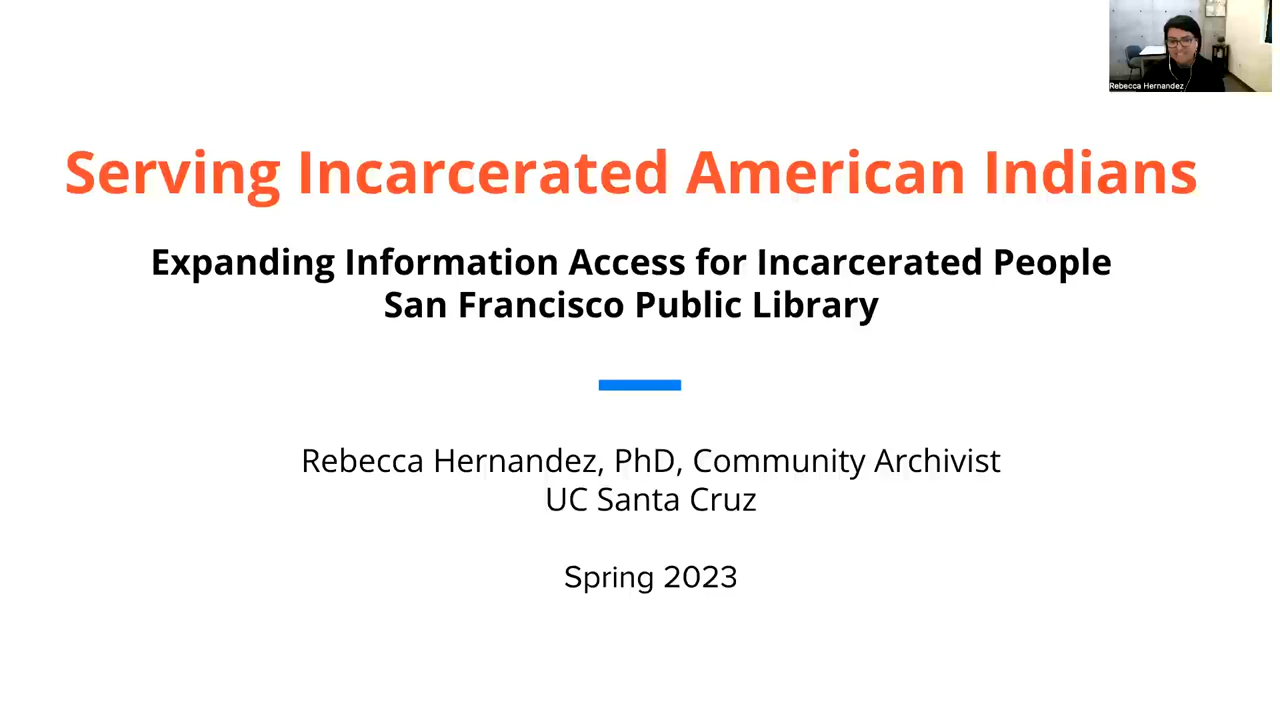 Rebecca Hernandez
Serving Incarcerated American Indians
Expanding Information Access for Incarcerated People
San Francisco Public Library
Rebecca Hernandez, PhD, Community Archivist
UC Santa Cruz
Spring 2023